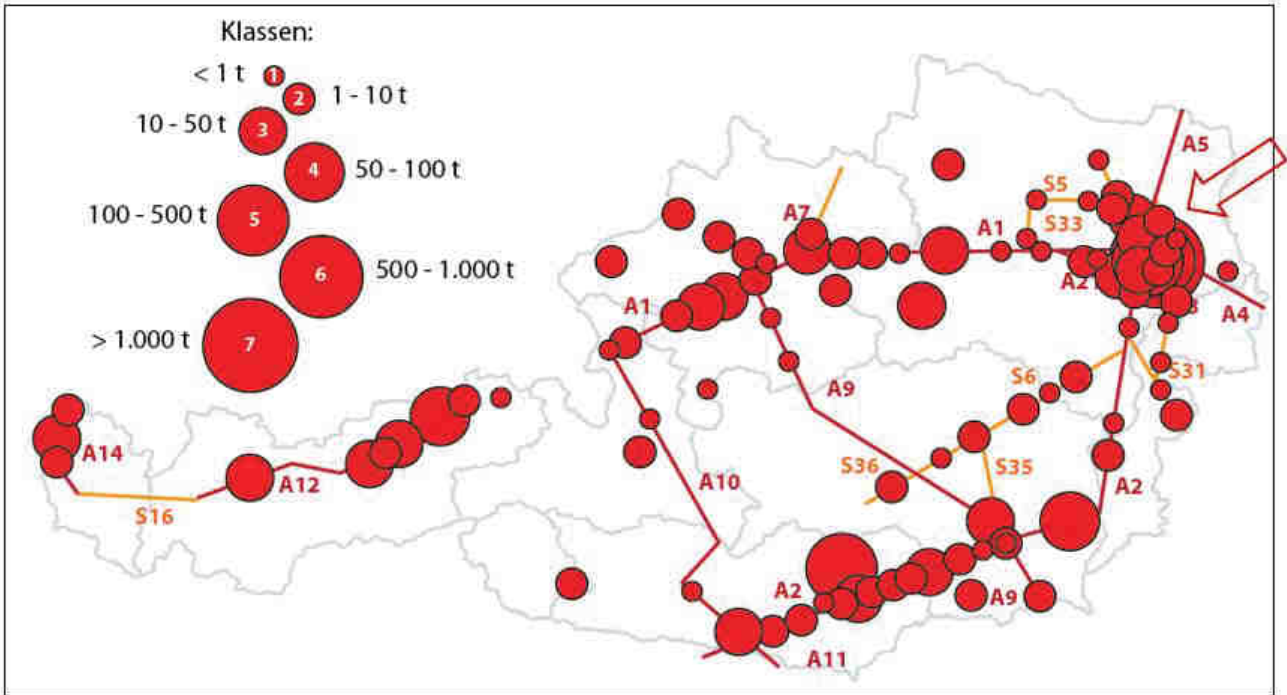 Klassen:
< 1 t
1
2
1 - 10 t
10 - 50 t
3
4
50 - 100 t
100 - 500 t
5
6
500 - 1.000 t
> 1.000 t
7
A5
S5
A7
A1
S33
A21
A4
A1
S31
S6
A9
A14
S36
S35
A12
A10
A2
S16
A2
A9
A11